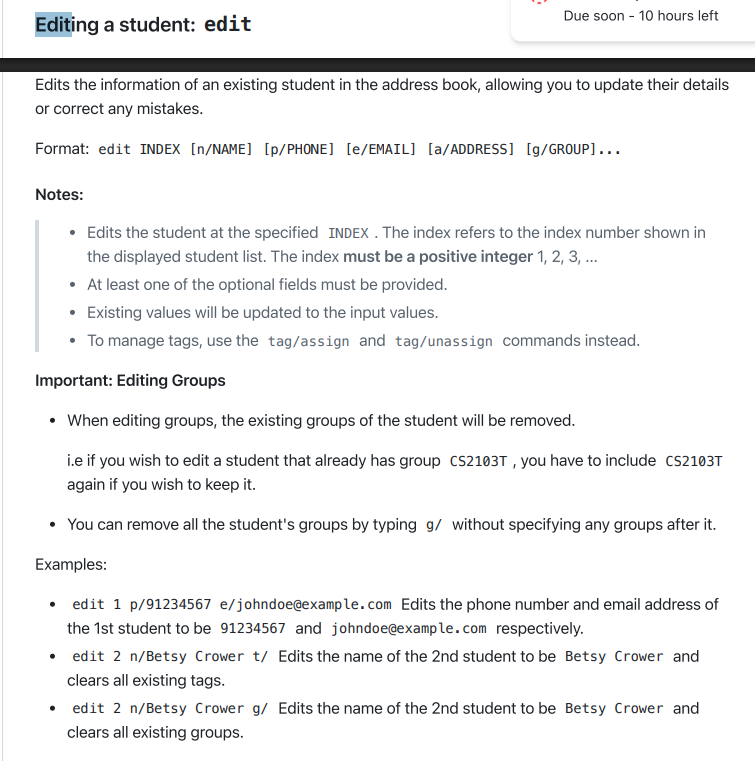 Editing a student: edit
Due soon - 10 hours left
Edits the information of an existing student in the address book, allowing you to update their details
or correct any mistakes.
Format: edit INDEX [n/NAME] [p/PHONE] [e/EMAIL] [a/ADDRESS] [g/GROUP]...
Notes:
• Edits the student at the specified INDEX . The index refers to the index number shown in
the displayed student list. The index must be a positive integer 1, 2, 3, ...
• At least one of the optional fields must be provided.
• Existing values will be updated to the input values.
• To manage tags, use the tag/assign and tag/unassign commands instead.
Important: Editing Groups
• When editing groups, the existing groups of the student will be removed.
i.e if you wish to edit a student that already has group CS2103T , you have to include CS2103T
again if you wish to keep it.
• You can remove all the student's groups by typing g/ without specifying any groups after it.
Examples:
• edit 1 p/91234567 e/johndoe@example.com Edits the phone number and email address of
the 1st student to be 91234567 and johndoe@example.com respectively.
• edit 2 n/Betsy Crower t/ Edits the name of the 2nd student to be Betsy Crower and
clears all existing tags.
• edit 2 n/Betsy Crower g/ Edits the name of the 2nd student to be Betsy Crower and
clears all existing groups.